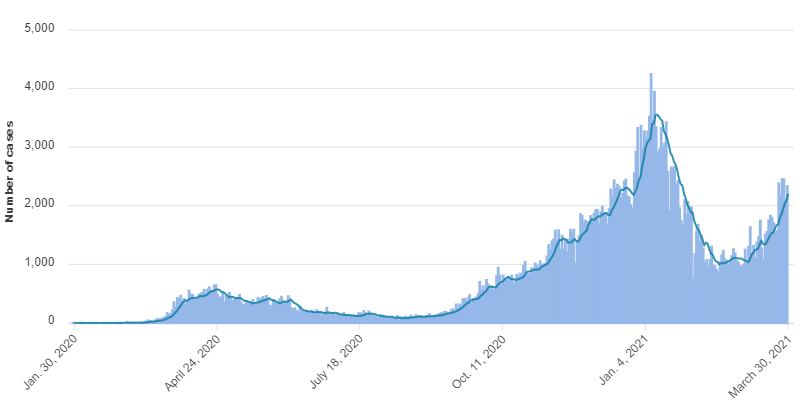 Number of cases
5,000
4,000
3,000
2,000
1,000
0
Jan. 30, 2020
April 24, 2020
July 18, 2020
Oct. 11, 2020
Jan. 4, 2021
March 30, 2021